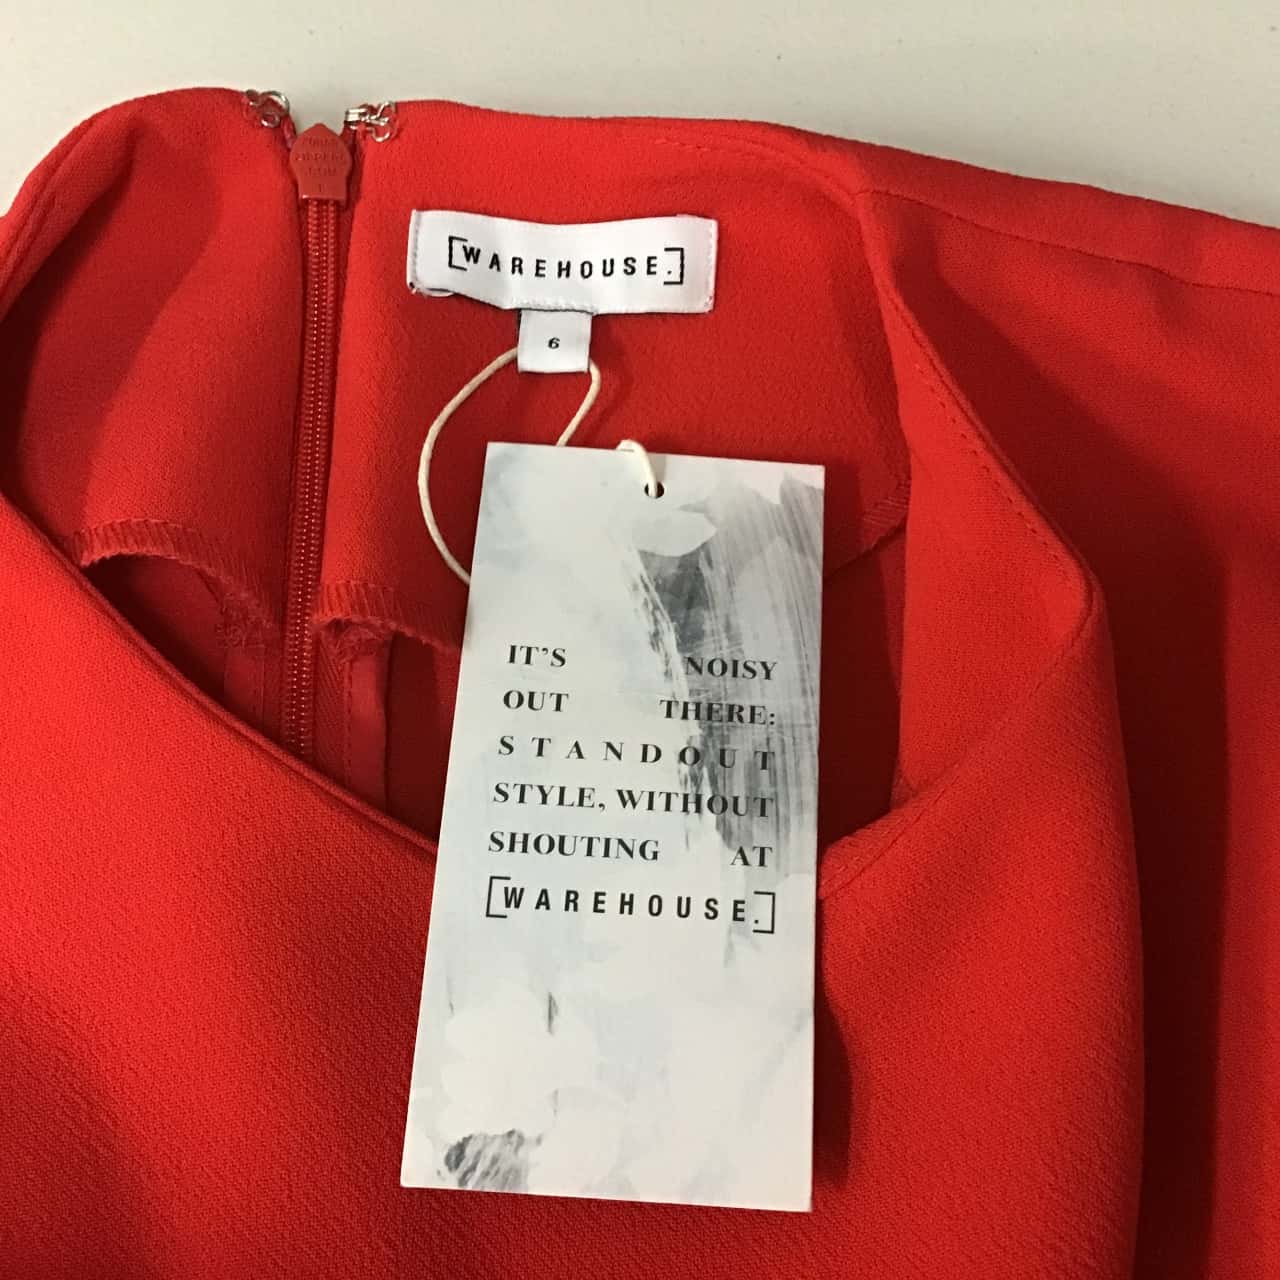 [WAREHOUSE.]
6
IT’S NOISY
OUT THERE:
STANDOUT
STYLE, WITHOUT
SHOUTING AT
[WAREHOUSE.]